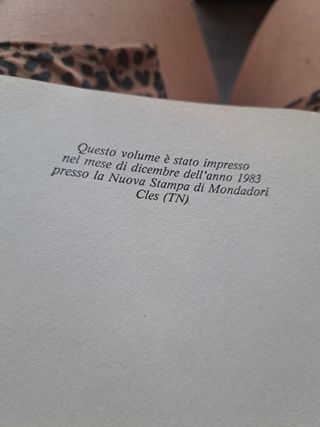 Questo volume è stato impresso
nel mese di dicembre dell'anno 1983
presso la Nuova Stampa di Mondadori
Cles (TN)